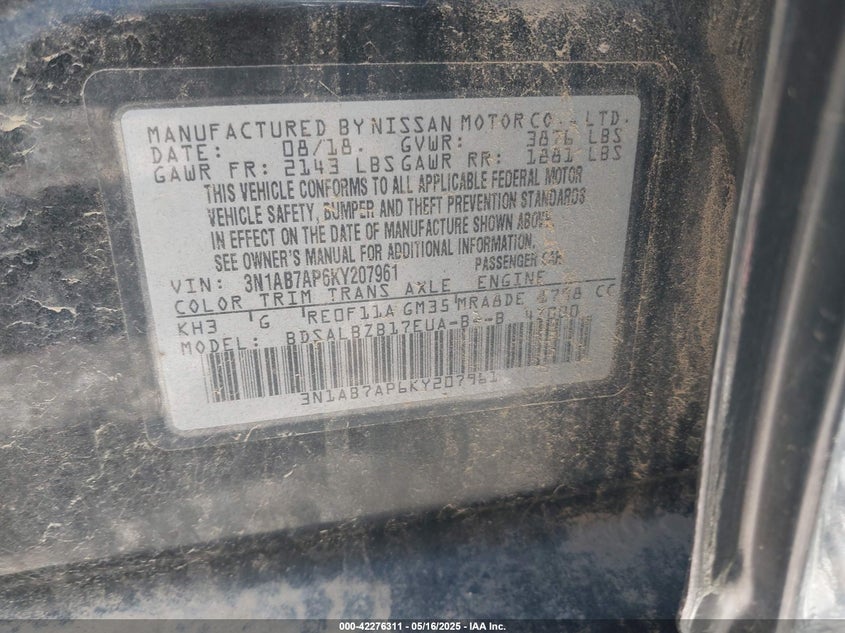 MANUFACTURED BY NISSAN MOTOR CO., LTD.
DATE: 08/18. GVWR: 3876 LBS
GAWR FR: 2143 LBS GAWR RR: 1881 LBS
THIS VEHICLE CONFORMS TO ALL APPLICABLE FEDERAL MOTOR
VEHICLE SAFETY, BUMPER AND THEFT PREVENTION STANDARDS
IN EFFECT ON THE DATE OF MANUFACTURE SHOWN ABOVE.
SEE OWNER'S MANUAL FOR ADDITIONAL INFORMATION.
VIN: 3N1AB7AP6KY207961 PASSENGER CAR
COLOR TRIM TRANS AXLE ENGINE
KH3 G RE0F11A GM35 MRA8DE 1798 CC
MODEL: BDSALBZB17EUA-B
3N1AB7AP6KY207961
000-42276311 - 05/16/2025 - IAA Inc.